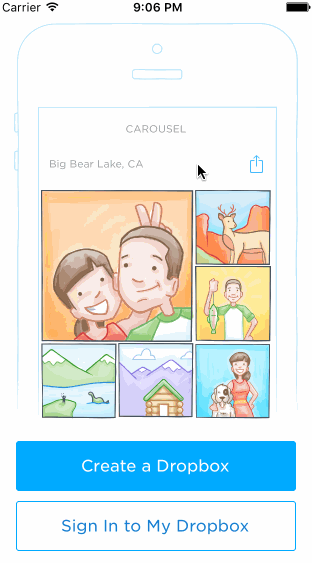 Carrier 9:06 PM
CAROUSEL
Big Bear Lake, CA
Create a Dropbox
Sign In to My Dropbox